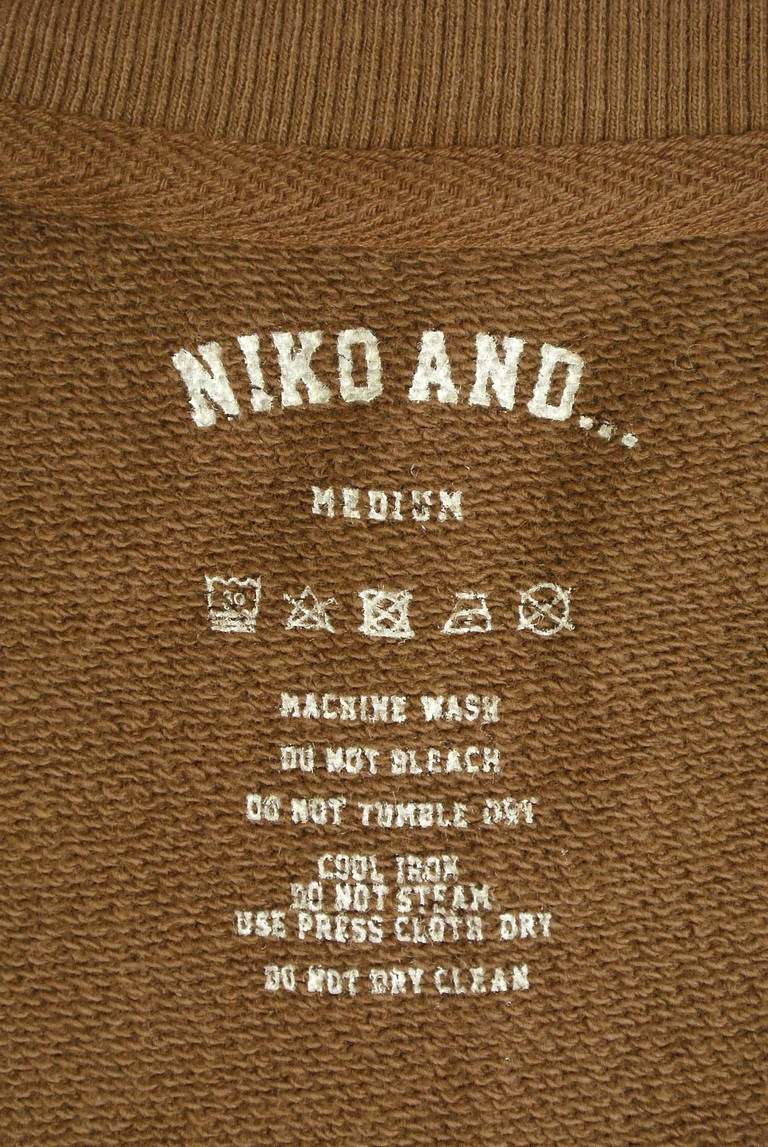 NIKO AND...
MEDIUM
30
MACHINE WASH
DO NOT BLEACH
DO NOT TUMBLE DRY
COOL IRON
DO NOT STEAM
USE PRESS CLOTH DRY
DO NOT DRY CLEAN